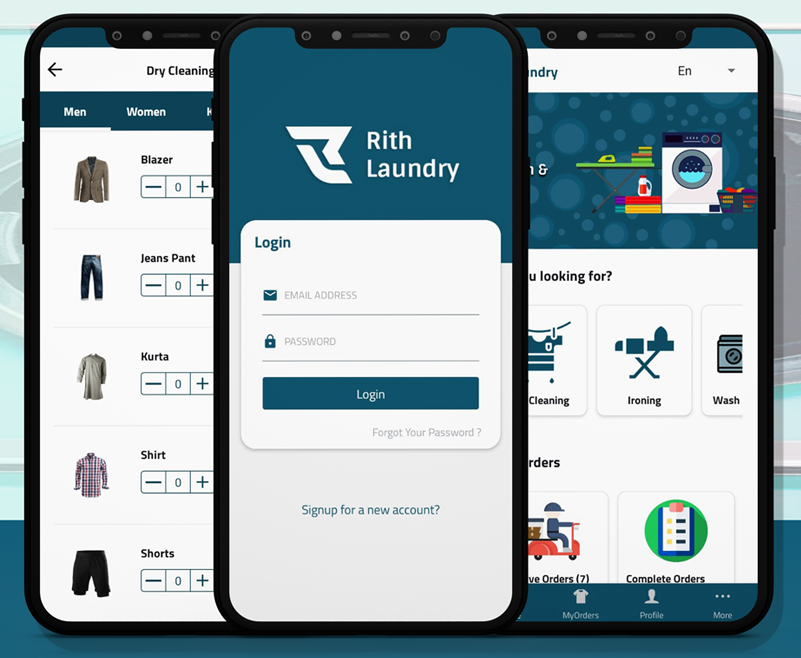 Dry Cleaning
Men
Women
K
Blazer
0
Jeans Pant
0
Kurta
0
Shirt
0
Shorts
0
Rith
Laundry
Login
EMAIL ADDRESS
PASSWORD
Login
Forgot Your Password ?
Signup for a new account?
ndry
En
&
u looking for?
Cleaning
Ironing
Wash
rders
ve Orders (7)
Complete Orders
MyOrders
Profile
More